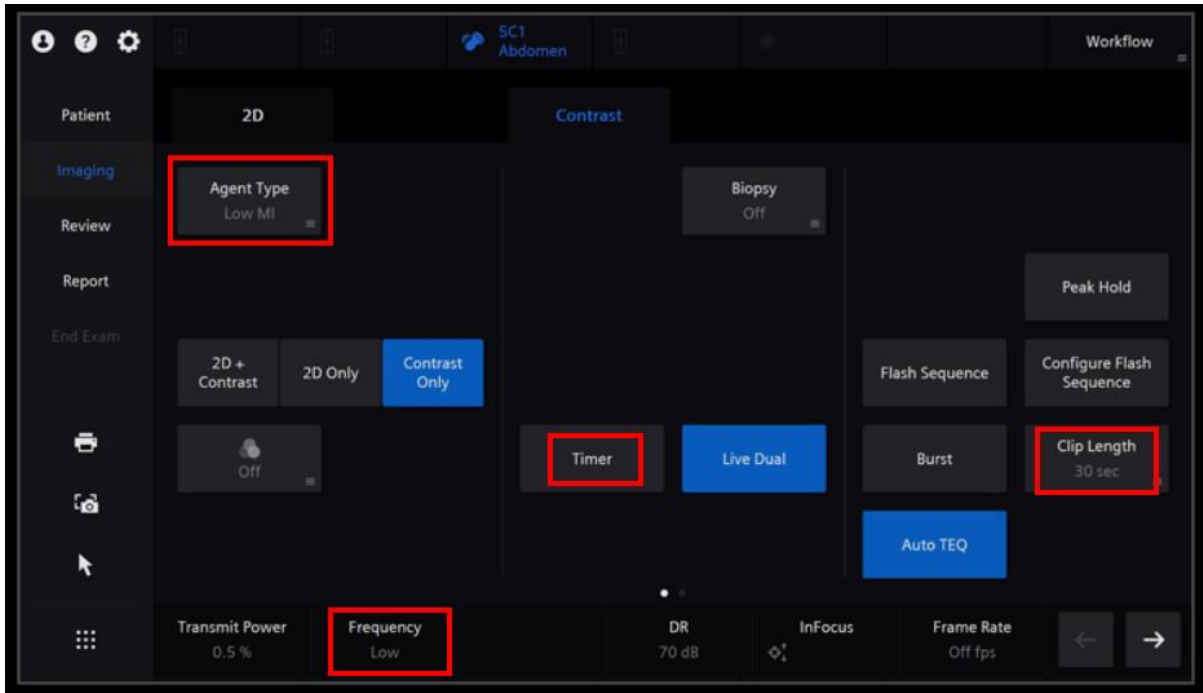 5C1
Abdomen
Workflow
Patient
2D
Contrast
Imaging
Agent Type
Low MI
Biopsy
Off
Review
Report
Peak Hold
End Exam
2D +
Contrast
2D Only
Contrast
Only
Flash Sequence
Configure Flash
Sequence
Off
Timer
Live Dual
Burst
Clip Length
30 sec
Auto TEQ
Transmit Power
0.5 %
Frequency
Low
DR
70 dB
InFocus
Frame Rate
Off fps